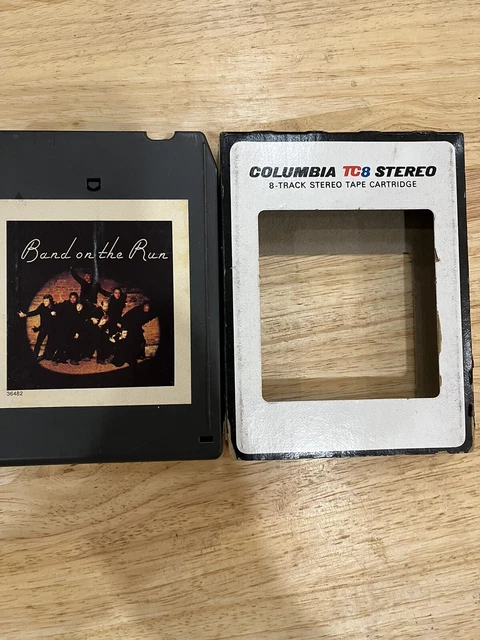 Band on the Run
36482
COLUMBIA TC8 STEREO
8-TRACK STEREO TAPE CARTRIDGE